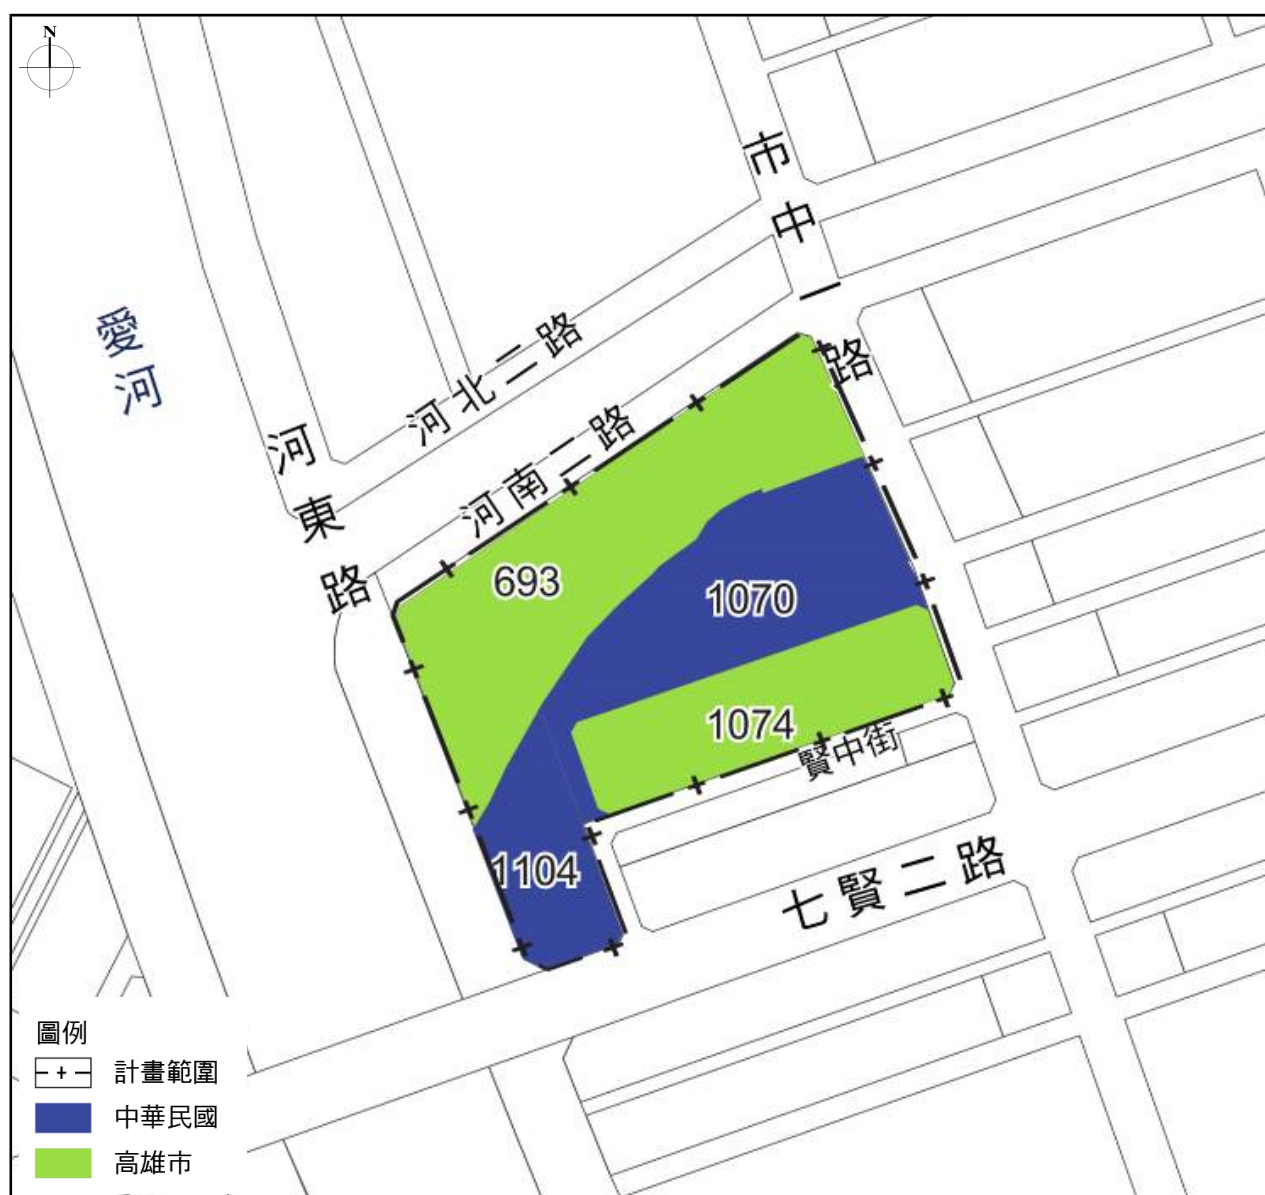 N
市中一路
愛河
河北二路
河南二路
河東路
693
1070
1074
賢中街
1104
七賢二路
圖例
計畫範圍
中華民國
高雄市